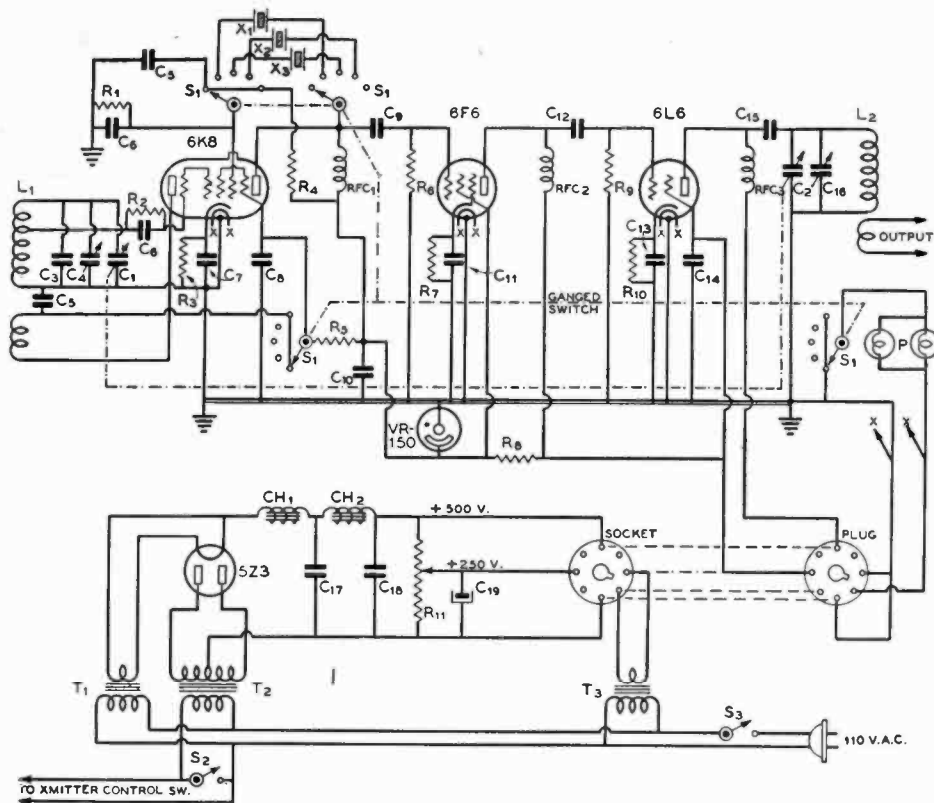 X1
X2
X3
C5
S1
S1
R1
C6
6K8
C9
6F6
C12
6L6
C15
L2
R4
RFC1
R6
RFC2
R9
RFC3
C2
C16
L1
R2
C6
X X
X X
X X
OUTPUT
C3
C4
C1
R3
C7
C8
R7
C11
C13
R10
C14
C5
GANGED
SWITCH
R5
S1
S1
P
C10
VR-
150
R8
X
X
CH1
CH2
+500 V.
SOCKET
PLUG
5Z3
+250 V.
C17
C18
R11
C19
T1
T2
T3
S3
110 V.A.C.
S2
TO XMITTER CONTROL SW.